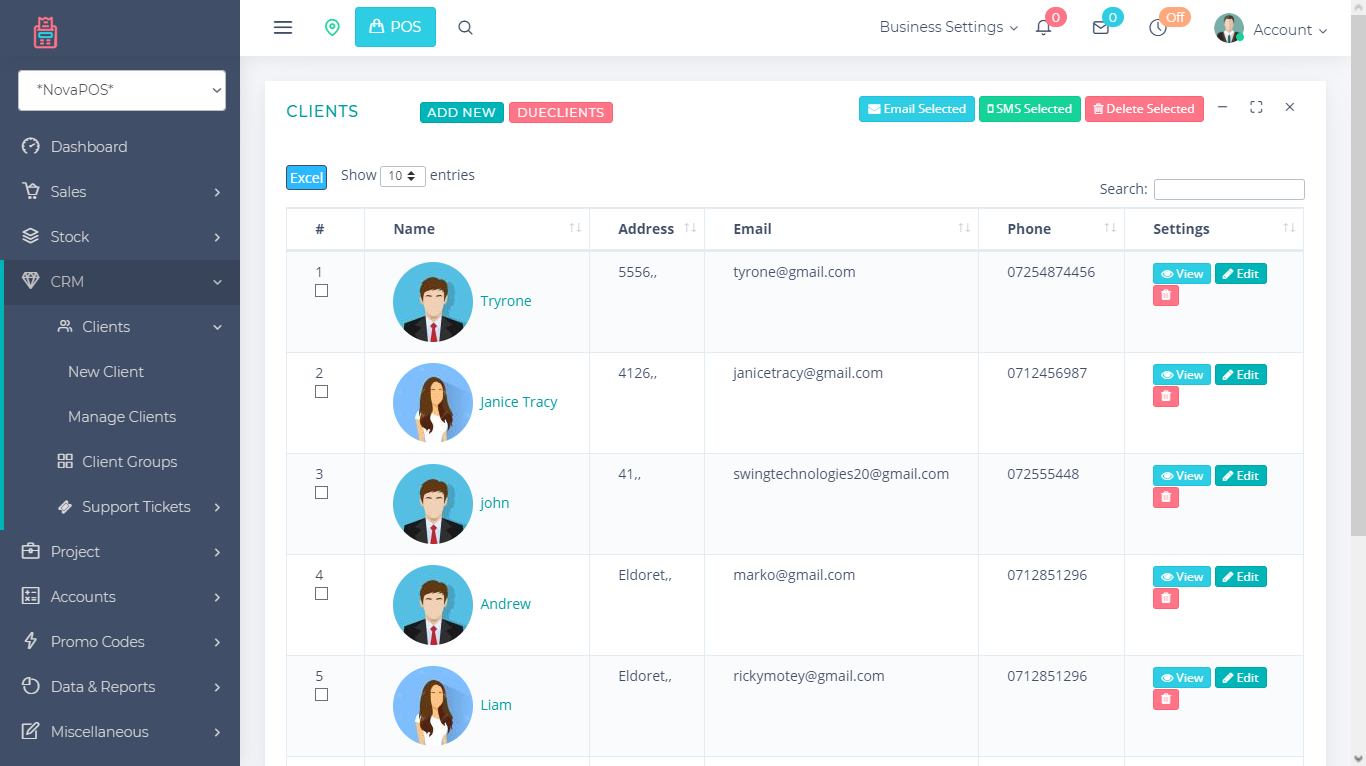 POS
Business Settings
0
0
Off
Account
*NovaPOS*
Dashboard
Sales
Stock
CRM
Clients
New Client
Manage Clients
Client Groups
Support Tickets
Project
Accounts
Promo Codes
Data & Reports
Miscellaneous
CLIENTS
ADD NEW
DUECLIENTS
Email Selected
SMS Selected
Delete Selected
Excel
Show 10 entries
Search:
# Name Address Email Phone Settings
1 Tryrone 5556,, tyrone@gmail.com 07254874456 View Edit
2 Janice Tracy 4126,, janicetracy@gmail.com 0712456987 View Edit
3 john 41,, swingtechnologies20@gmail.com 072555448 View Edit
4 Andrew Eldoret,, marko@gmail.com 0712851296 View Edit
5 Liam Eldoret,, rickymotey@gmail.com 0712851296 View Edit